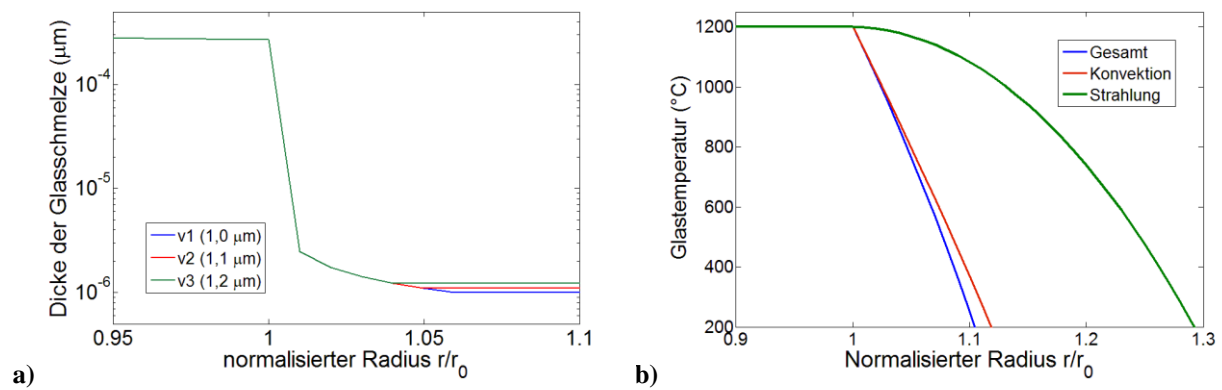 Dicke der Glasschmelze (µm)
10⁻⁴
10⁻⁵
10⁻⁶
v1 (1,0 µm)
v2 (1,1 µm)
v3 (1,2 µm)
0.95
1
1.05
1.1
normalisierter Radius r/r₀
a)
Glastemperatur (°C)
1200
1000
800
600
400
200
Gesamt
Konvektion
Strahlung
0.9
1
1.1
1.2
1.3
Normalisierter Radius r/r₀
b)